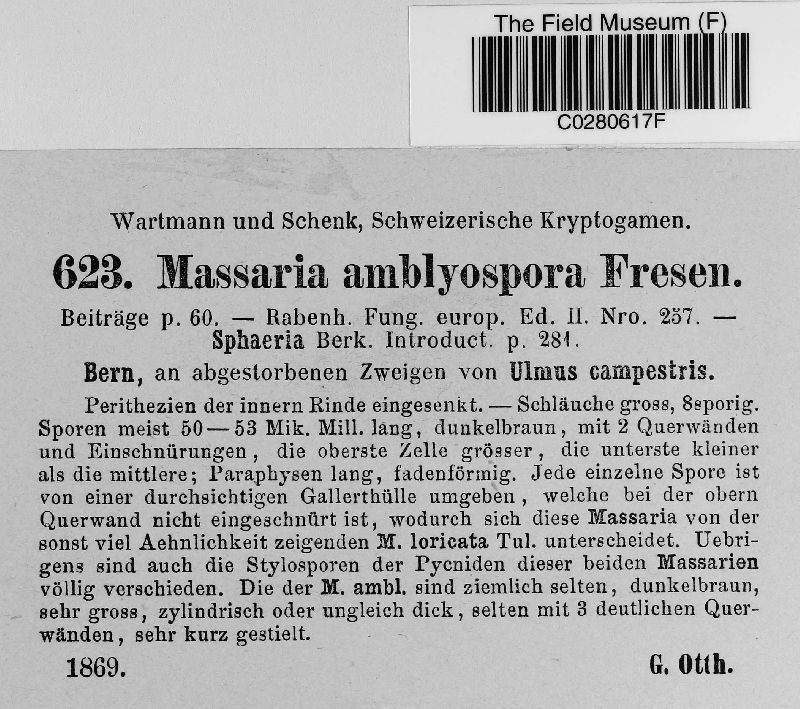 The Field Museum (F)
C0280617F
Wartmann und Schenk, Schweizerische Kryptogamen.
623. Massaria amblyospora Fresen.
Beiträge p. 60. — Rabenh. Fung. europ. Ed. II. Nro. 257. —
Sphaeria Berk. Introduct. p. 281.
Bern, an abgestorbenen Zweigen von Ulmus campestris.
Perithezien der innern Rinde eingesenkt. — Schläuche gross, 8sporig.
Sporen meist 50—53 Mik. Mill. lang, dunkelbraun, mit 2 Querwänden
und Einschnürungen, die oberste Zelle grösser, die unterste kleiner
als die mittlere; Paraphysen lang, fadenförmig. Jede einzelne Spore ist
von einer durchsichtigen Gallerthülle umgeben, welche bei der obern
Querwand nicht eingeschnürt ist, wodurch sich diese Massaria von der
sonst viel Aehnlichkeit zeigenden M. loricata Tul. unterscheidet. Uebri-
gens sind auch die Stylosporen der Pycniden dieser beiden Massarien
völlig verschieden. Die der M. ambl. sind ziemlich selten, dunkelbraun,
sehr gross, zylindrisch oder ungleich dick, selten mit 3 deutlichen Quer-
wänden, sehr kurz gestielt.
1869. G. Otth.